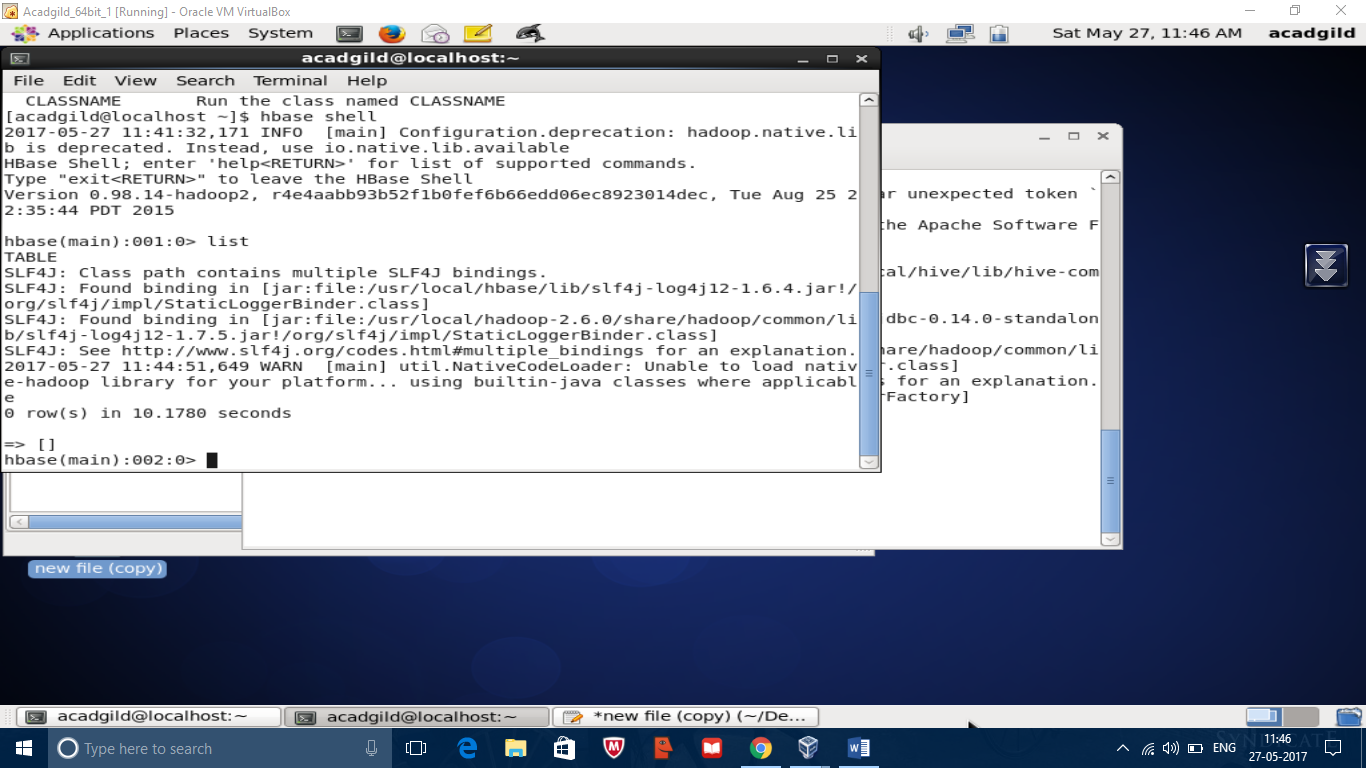 Acadgild_64bit_1 [Running] - Oracle VM VirtualBox
Applications Places System
Sat May 27, 11:46 AM acadgild
acadgild@localhost:~
File Edit View Search Terminal Help
CLASSNAME Run the class named CLASSNAME
[acadgild@localhost ~]$ hbase shell
2017-05-27 11:41:32,171 INFO [main] Configuration.deprecation: hadoop.native.li
b is deprecated. Instead, use io.native.lib.available
HBase Shell; enter 'help<RETURN>' for list of supported commands.
Type "exit<RETURN>" to leave the HBase Shell
Version 0.98.14-hadoop2, r4e4aabb93b52f1b0fef6b66edd06ec8923014dec, Tue Aug 25 2
2:35:44 PDT 2015
hbase(main):001:0> list
TABLE
SLF4J: Class path contains multiple SLF4J bindings.
SLF4J: Found binding in [jar:file:/usr/local/hbase/lib/slf4j-log4j12-1.6.4.jar!/
org/slf4j/impl/StaticLoggerBinder.class]
SLF4J: Found binding in [jar:file:/usr/local/hadoop-2.6.0/share/hadoop/common/li
b/slf4j-log4j12-1.7.5.jar!/org/slf4j/impl/StaticLoggerBinder.class]
SLF4J: See http://www.slf4j.org/codes.html#multiple_bindings for an explanation.
2017-05-27 11:44:51,649 WARN [main] util.NativeCodeLoader: Unable to load nativ
e-hadoop library for your platform... using builtin-java classes where applicabl
e
0 row(s) in 10.1780 seconds
=> []
hbase(main):002:0>
ar unexpected token `
he Apache Software F
cal/hive/lib/hive-com
dbc-0.14.0-standalon
hare/hadoop/common/li
r.class]
s for an explanation.
rFactory]
new file (copy)
acadgild@localhost:~
acadgild@localhost:~
*new file (copy) (~/De...
Type here to search
ENG
11:46
27-05-2017